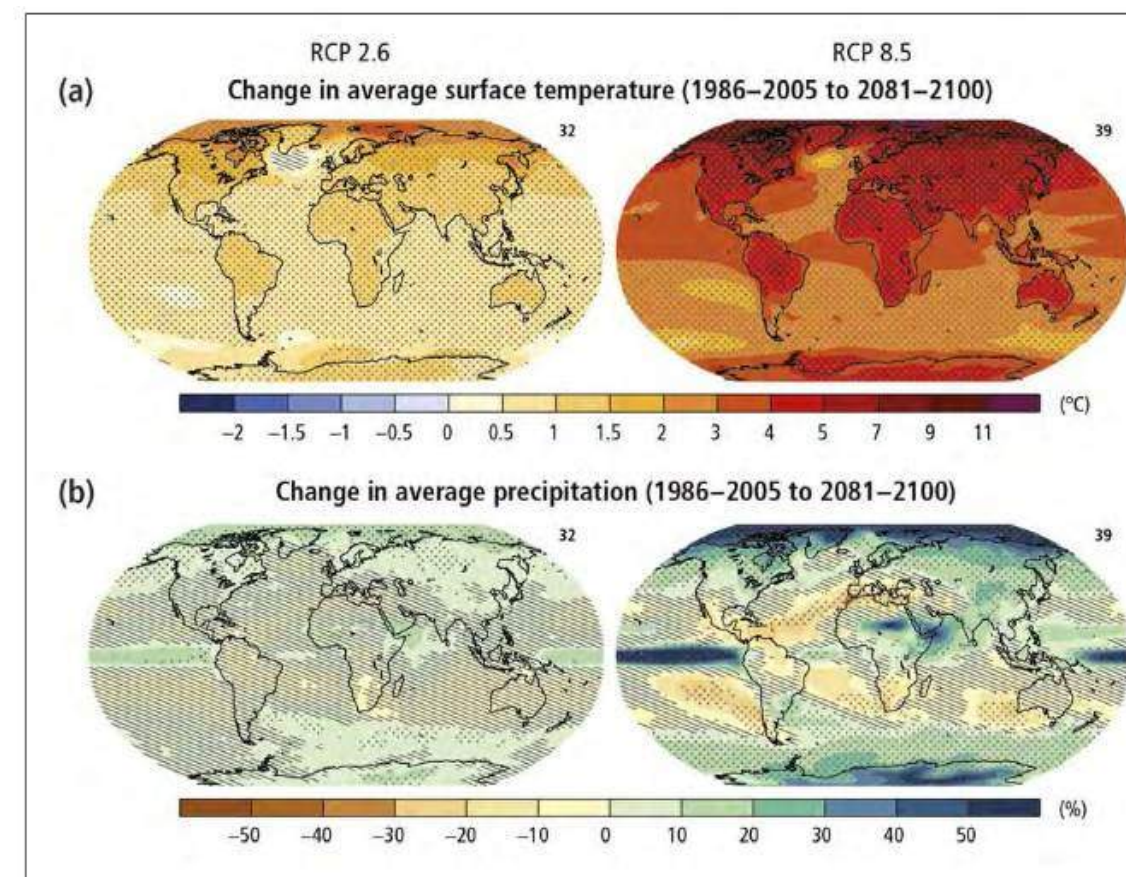 RCP 2.6 RCP 8.5
(a) Change in average surface temperature (1986–2005 to 2081–2100)
32 39
−2 −1.5 −1 −0.5 0 0.5 1 1.5 2 3 4 5 7 9 11 (°C)
(b) Change in average precipitation (1986–2005 to 2081–2100)
32 39
−50 −40 −30 −20 −10 0 10 20 30 40 50 (%)